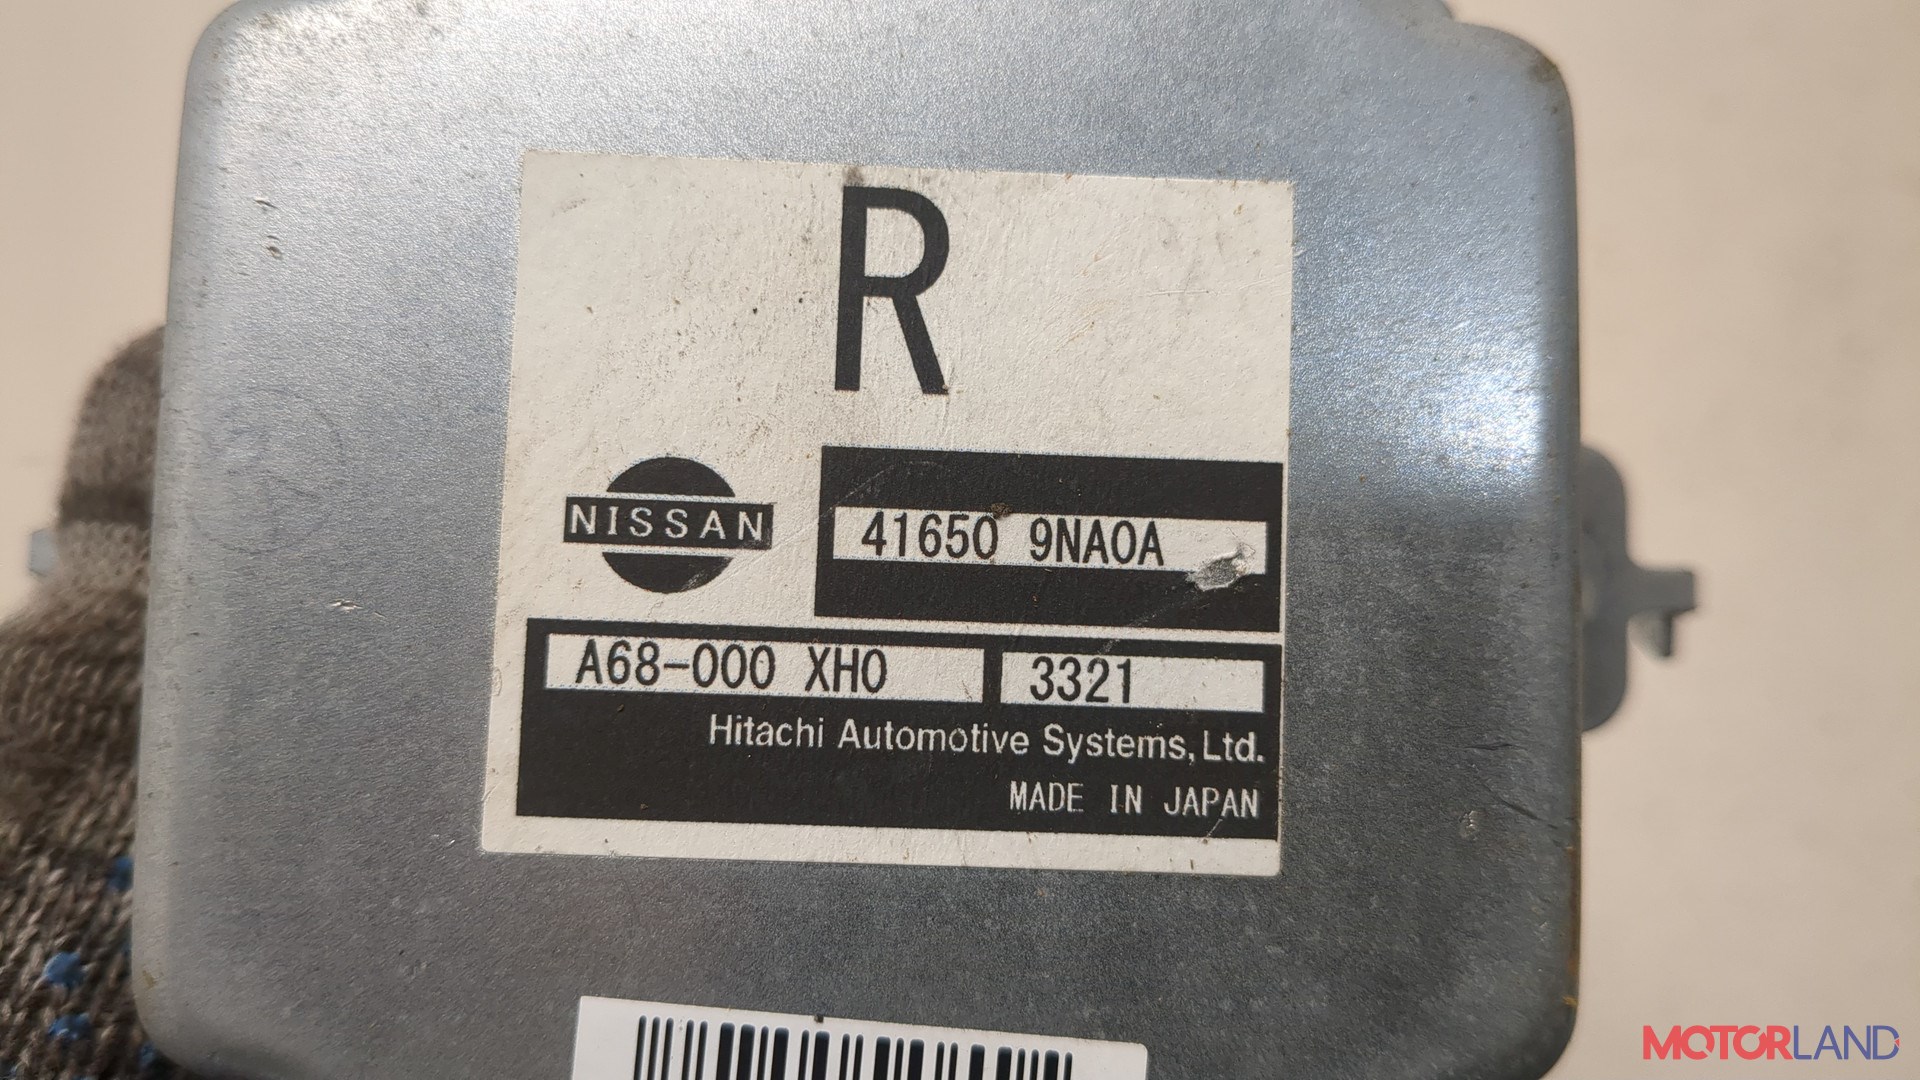 R
NISSAN
41650 9NA0A
A68-000 XH0 3321
Hitachi Automotive Systems, Ltd.
MADE IN JAPAN
MOTORLAND